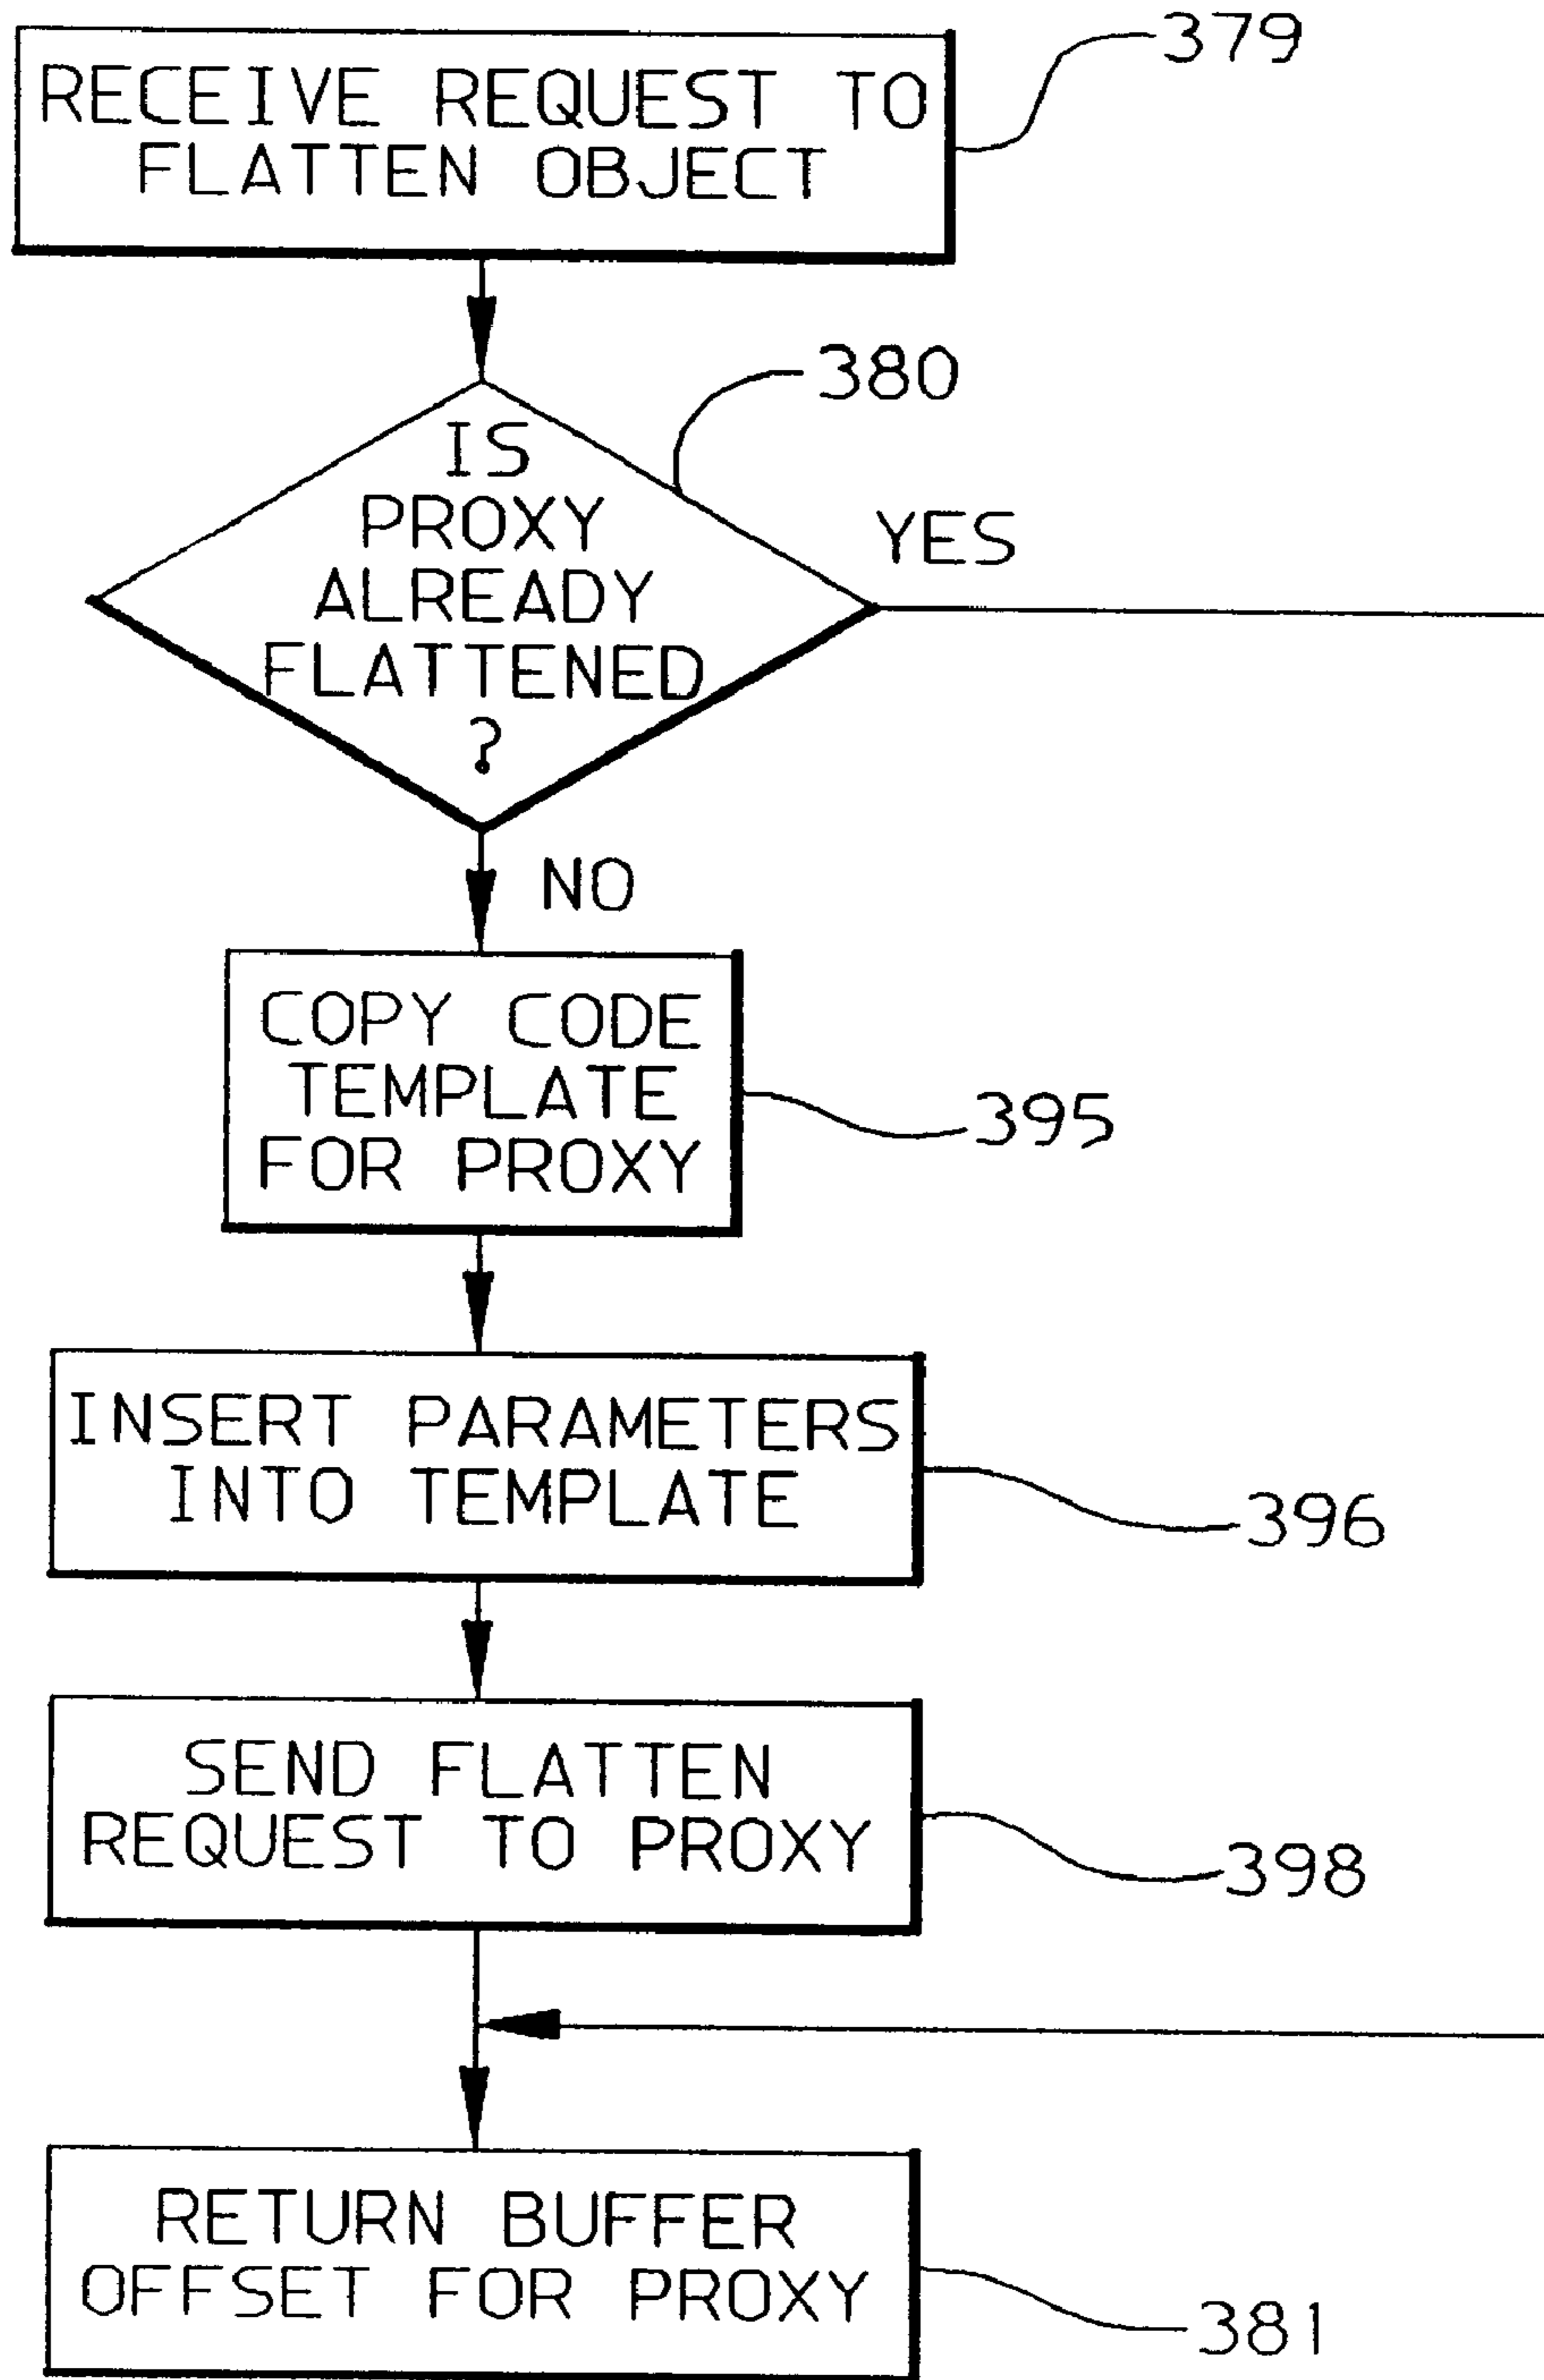 RECEIVE REQUEST TO
FLATTEN OBJECT
379
380
IS
PROXY
ALREADY
FLATTENED
?
YES
NO
COPY CODE
TEMPLATE
FOR PROXY
395
INSERT PARAMETERS
INTO TEMPLATE
396
SEND FLATTEN
REQUEST TO PROXY
398
RETURN BUFFER
OFFSET FOR PROXY
381